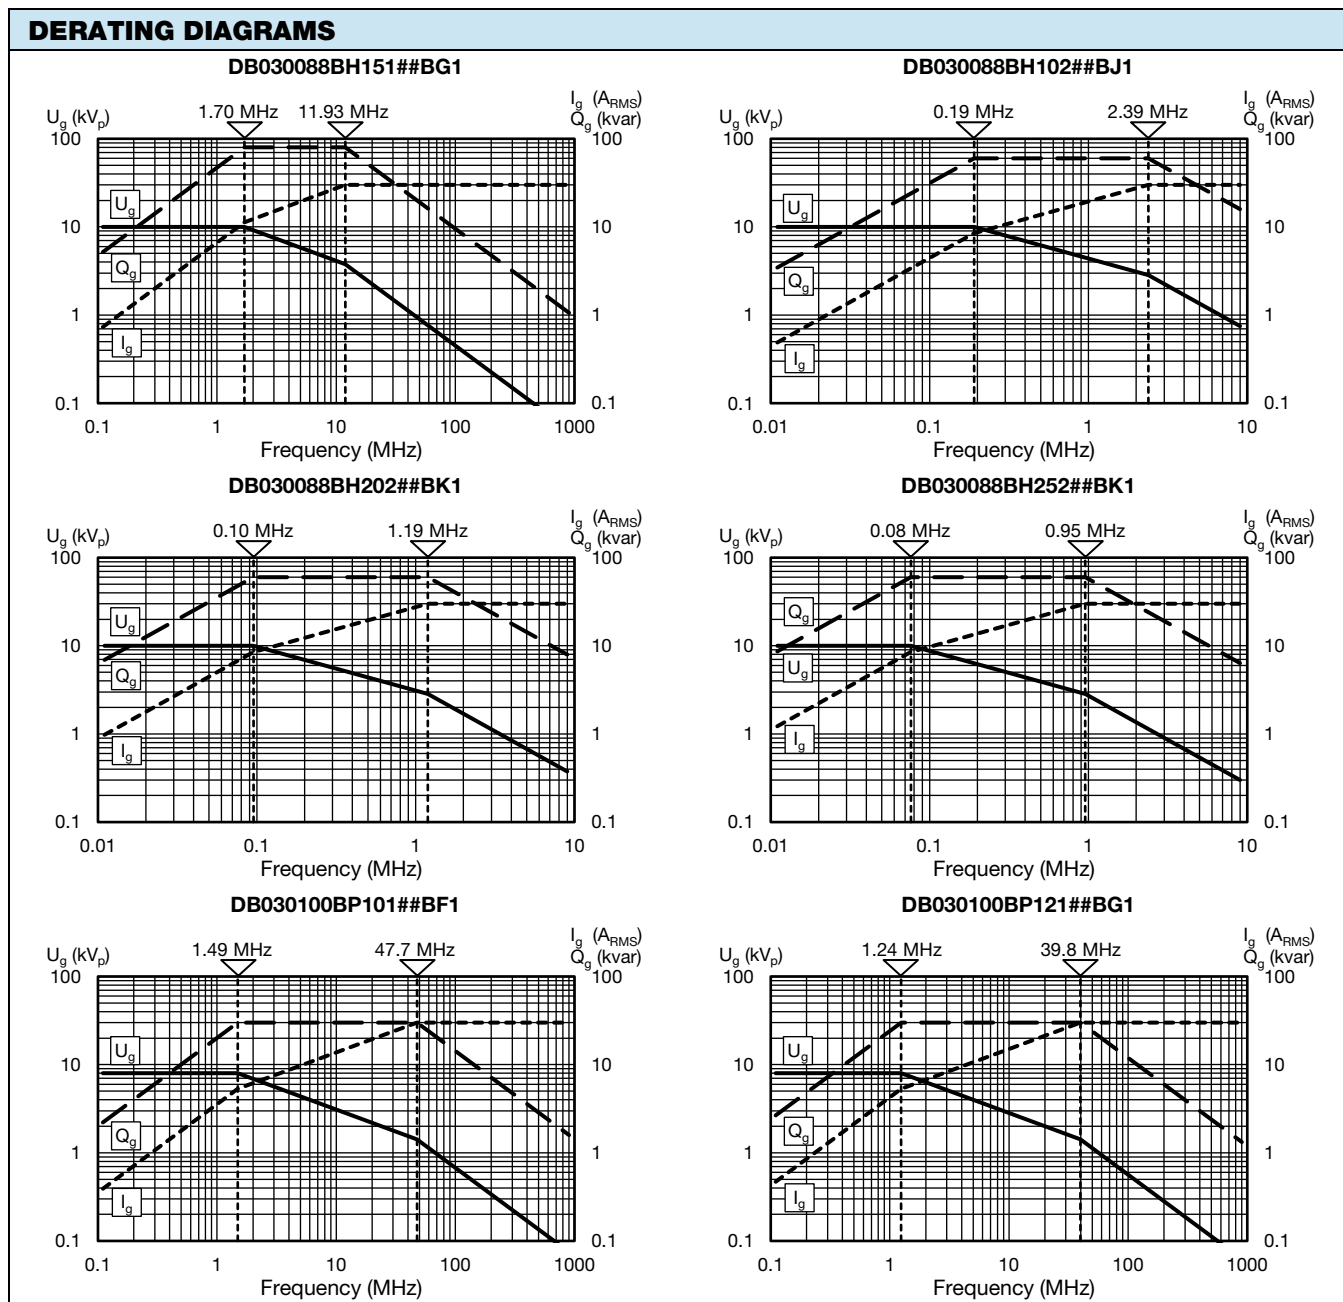 DERATING DIAGRAMS
DB030088BH151##BG1
Ug (kVp)
1.70 MHz 11.93 MHz
Ig (ARMS)
Qg (kvar)
100
10
1
0.1
Ug
Qg
Ig
100
10
1
0.1
0.1 1 10 100 1000
Frequency (MHz)
DB030088BH102##BJ1
Ug (kVp)
0.19 MHz 2.39 MHz
Ig (ARMS)
Qg (kvar)
100
10
1
0.1
Ug
Qg
Ig
100
10
1
0.1
0.01 0.1 1 10
Frequency (MHz)
DB030088BH202##BK1
Ug (kVp)
0.10 MHz 1.19 MHz
Ig (ARMS)
Qg (kvar)
100
10
1
0.1
Ug
Qg
Ig
100
10
1
0.1
0.01 0.1 1 10
Frequency (MHz)
DB030088BH252##BK1
Ug (kVp)
0.08 MHz 0.95 MHz
Ig (ARMS)
Qg (kvar)
100
10
1
0.1
Qg
Ug
Ig
100
10
1
0.1
0.01 0.1 1 10
Frequency (MHz)
DB030100BP101##BF1
Ug (kVp)
1.49 MHz 47.7 MHz
Ig (ARMS)
Qg (kvar)
100
10
1
0.1
Ug
Qg
Ig
100
10
1
0.1
0.1 1 10 100 1000
Frequency (MHz)
DB030100BP121##BG1
Ug (kVp)
1.24 MHz 39.8 MHz
Ig (ARMS)
Qg (kvar)
100
10
1
0.1
Ug
Qg
Ig
100
10
1
0.1
0.1 1 10 100 1000
Frequency (MHz)